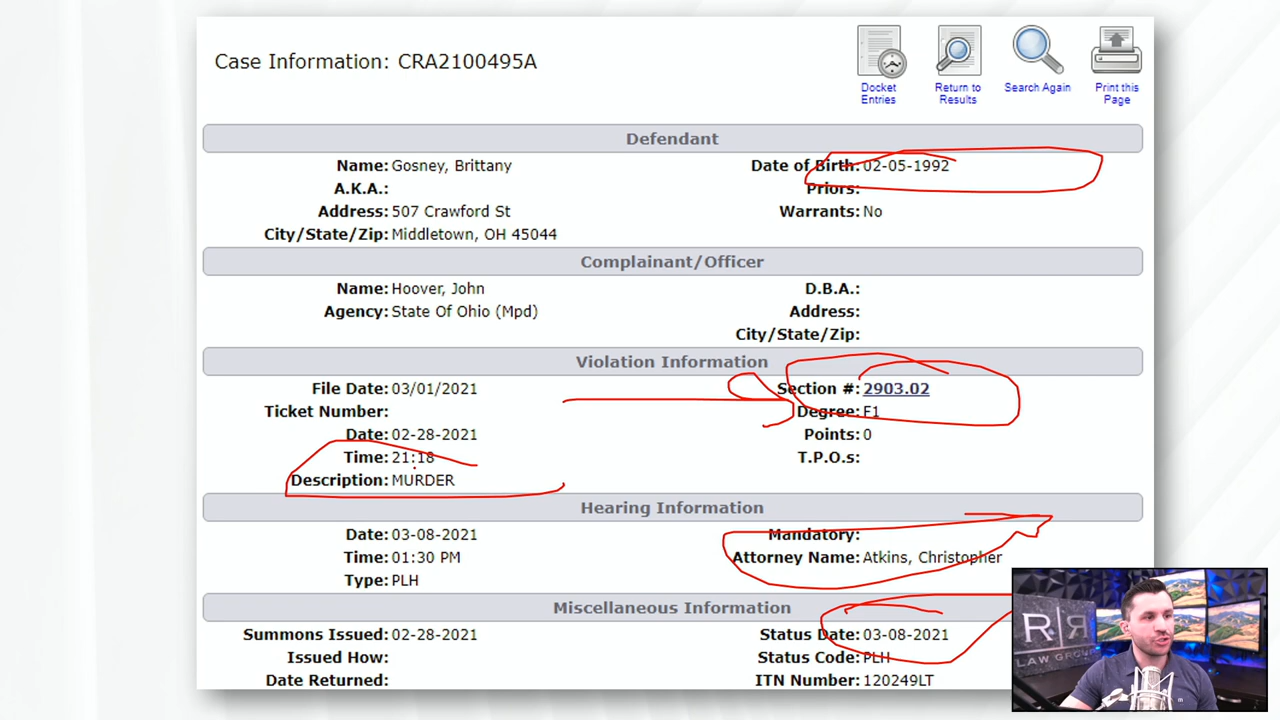 Case Information: CRA2100495A
Docket Entries
Return to Results
Search Again
Print this Page
Defendant
Name: Gosney, Brittany Date of Birth: 02-05-1992
A.K.A.: Priors:
Address: 507 Crawford St Warrants: No
City/State/Zip: Middletown, OH 45044
Complainant/Officer
Name: Hoover, John D.B.A.:
Agency: State Of Ohio (Mpd) Address:
City/State/Zip:
Violation Information
File Date: 03/01/2021 Section #: 2903.02
Ticket Number: Degree: F1
Date: 02-28-2021 Points: 0
Time: 21:18 T.P.O.s:
Description: MURDER
Hearing Information
Date: 03-08-2021 Mandatory:
Time: 01:30 PM Attorney Name: Atkins, Christopher
Type: PLH
Miscellaneous Information
Summons Issued: 02-28-2021 Status Date: 03-08-2021
Issued How: Status Code: PLH
Date Returned: ITN Number: 120249LT
R R
LAW GROUP